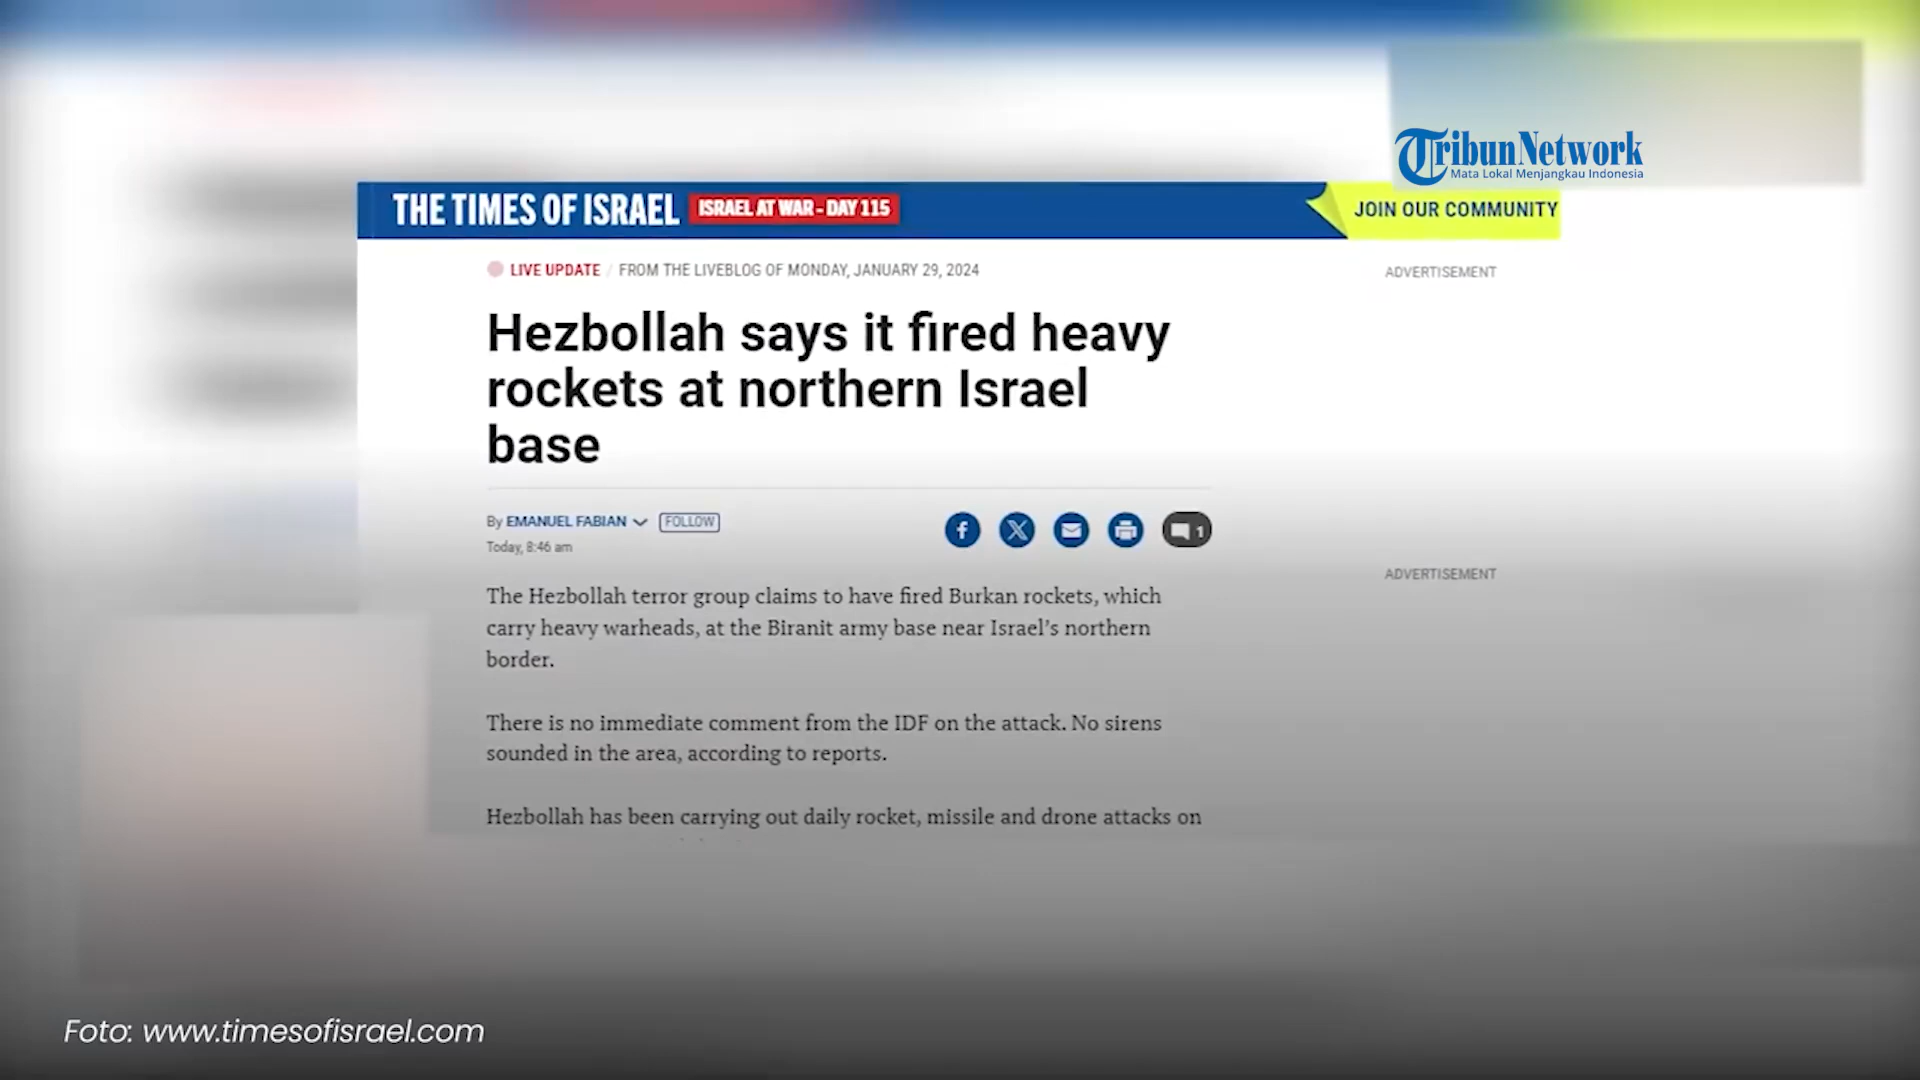 TribunNetwork
Mata Lokal Menjangkau Indonesia
THE TIMES OF ISRAEL
ISRAEL AT WAR - DAY 115
JOIN OUR COMMUNITY
LIVE UPDATE / FROM THE LIVEBLOG OF MONDAY, JANUARY 29, 2024
ADVERTISEMENT
Hezbollah says it fired heavy
rockets at northern Israel
base
By EMANUEL FABIAN
FOLLOW
Today, 8:46 am
1
ADVERTISEMENT
The Hezbollah terror group claims to have fired Burkan rockets, which
carry heavy warheads, at the Biranit army base near Israel's northern
border.
There is no immediate comment from the IDF on the attack. No sirens
sounded in the area, according to reports.
Hezbollah has been carrying out daily rocket, missile and drone attacks on
Foto: www.timesofisrael.com